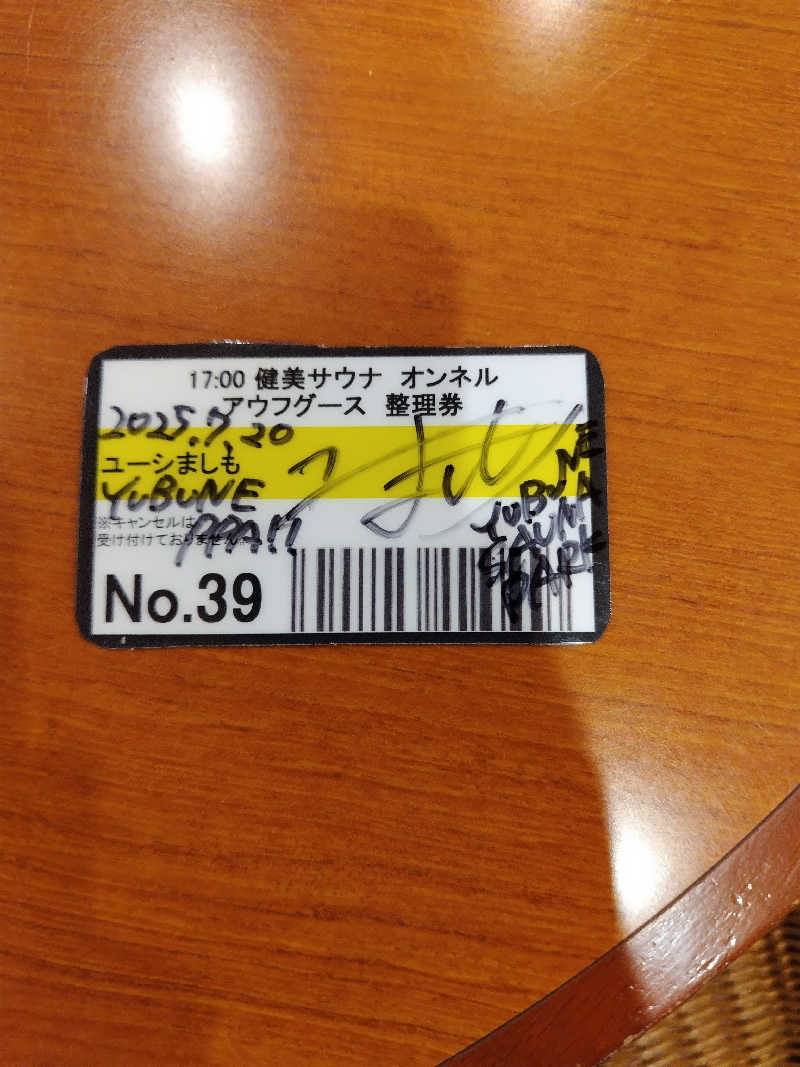 17:00 健美サウナ オンネル
アウフグース 整理券
2025.7.20
ユーシましも
YUBUNE
※キャンセルは
受け付けておりません。
No.39
YUBUNE
SAUNA
PARK